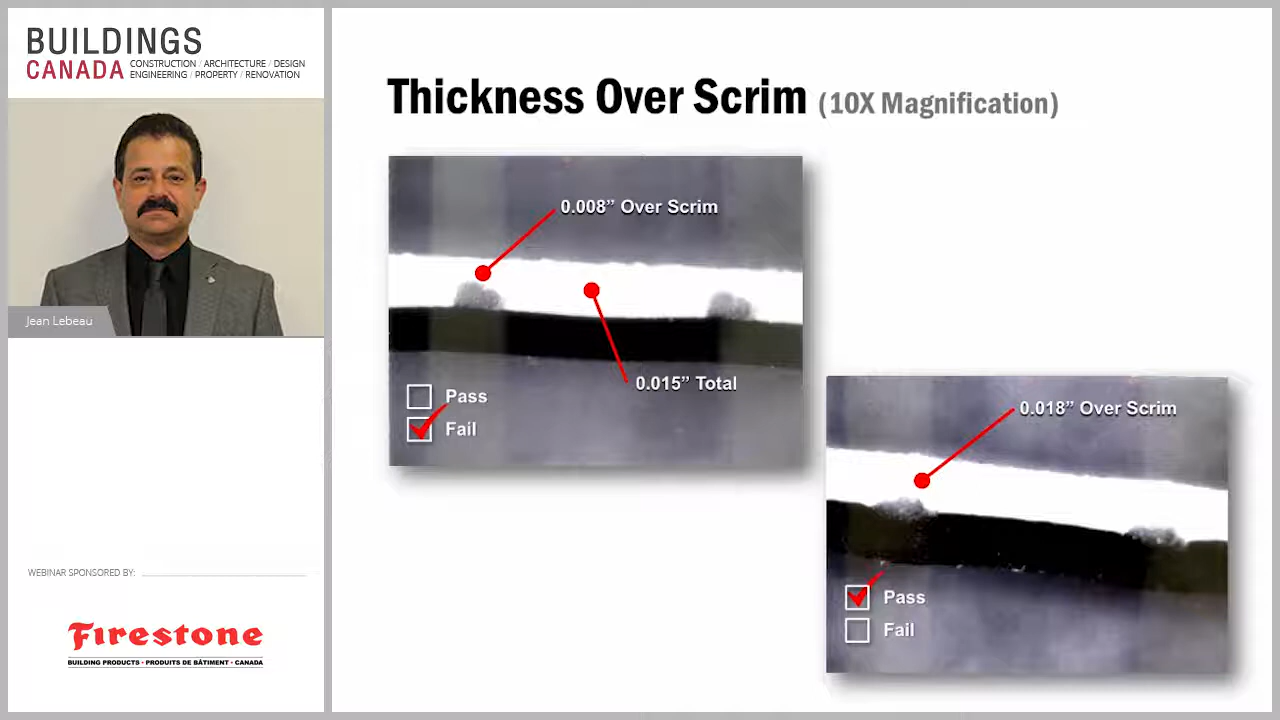 BUILDINGS
CANADA CONSTRUCTION / ARCHITECTURE / DESIGN
ENGINEERING / PROPERTY / RENOVATION
Jean Lebeau
WEBINAR SPONSORED BY:
Firestone
BUILDING PRODUCTS • PRODUITS DE BÂTIMENT • CANADA
Thickness Over Scrim (10X Magnification)
0.008” Over Scrim
0.015” Total
Pass
Fail
0.018” Over Scrim
Pass
Fail